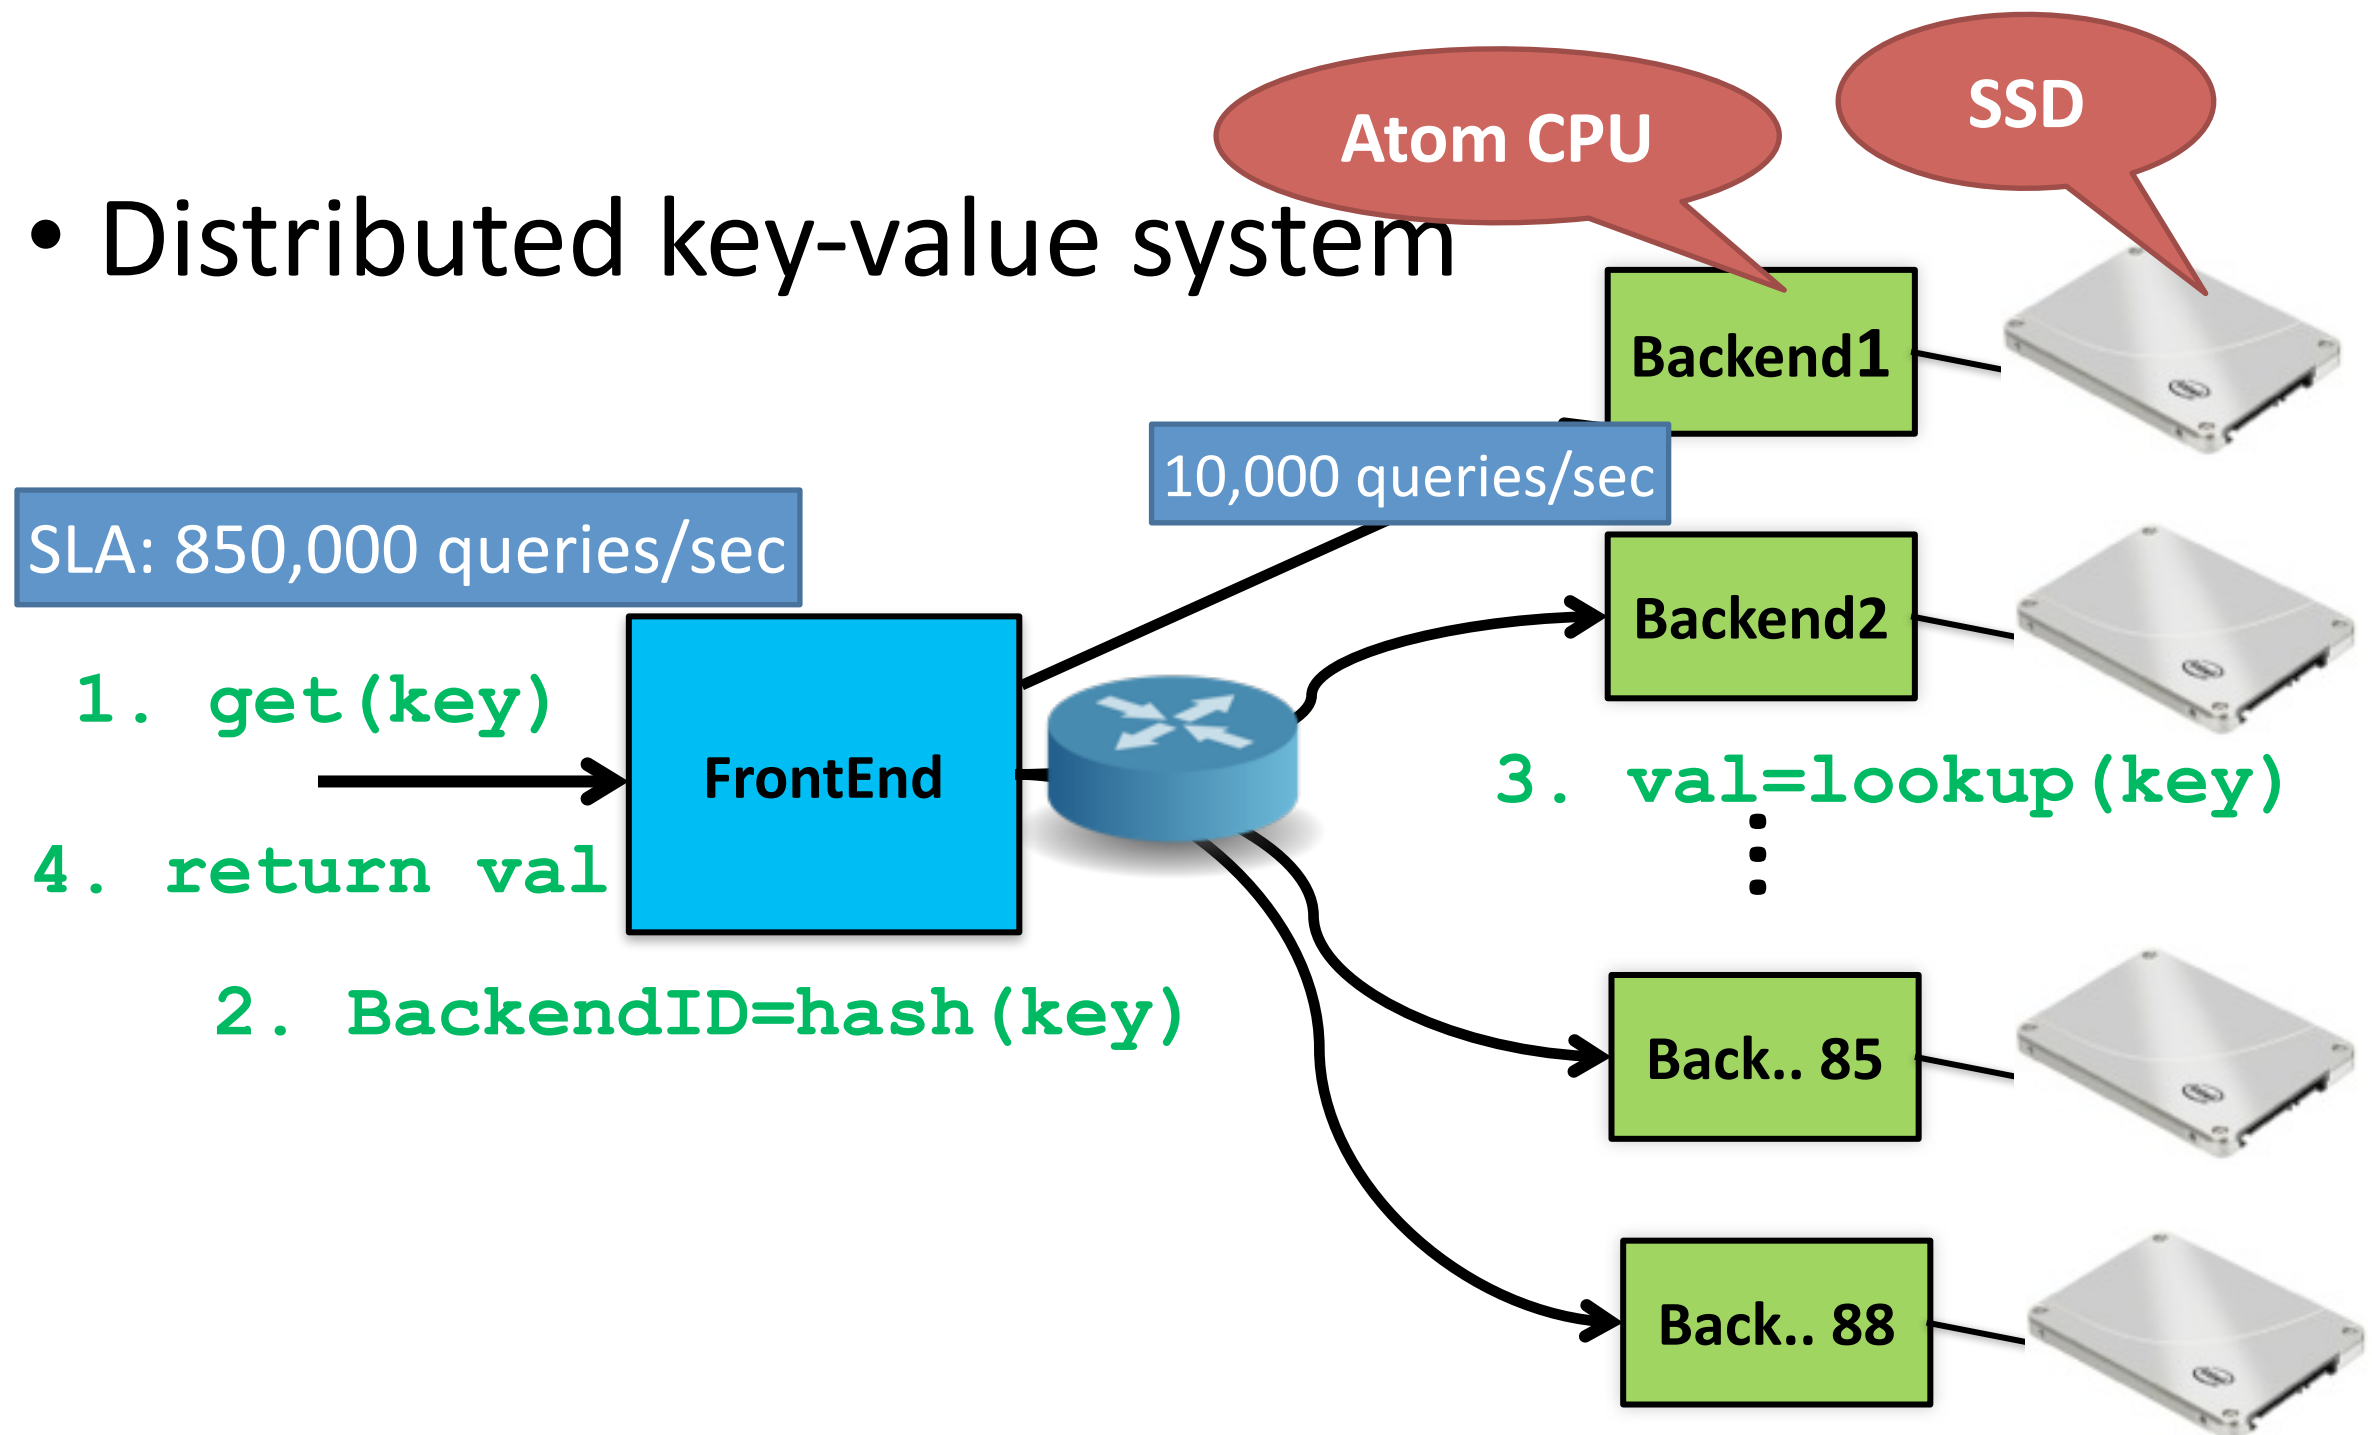 Atom CPU
SSD
• Distributed key-value system
Backend1
10,000 queries/sec
SLA: 850,000 queries/sec
Backend2
1. get(key)
FrontEnd
3. val=lookup(key)
4. return val
2. BackendID=hash(key)
Back.. 85
Back.. 88